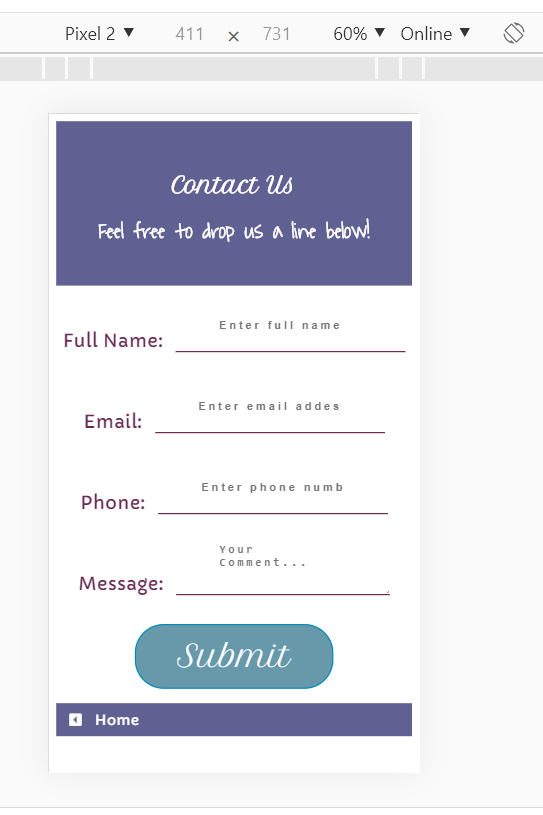 Pixel 2 ▼ 411 × 731 60% ▼ Online ▼
Contact Us
Feel free to drop us a line below!
Enter full name
Full Name:
Enter email addes
Email:
Enter phone numb
Phone:
Your
Comment...
Message:
Submit
Home